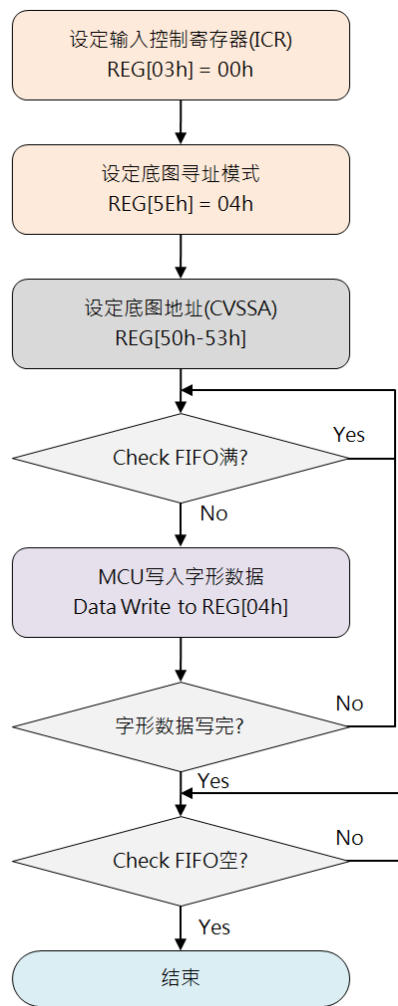 设定输入控制寄存器(ICR)
REG[03h] = 00h
设定底图寻址模式
REG[5Eh] = 04h
设定底图地址(CVSSA)
REG[50h-53h]
Check FIFO满?
Yes
No
MCU写入字形数据
Data Write to REG[04h]
字形数据写完?
No
Yes
Check FIFO空?
No
Yes
结束